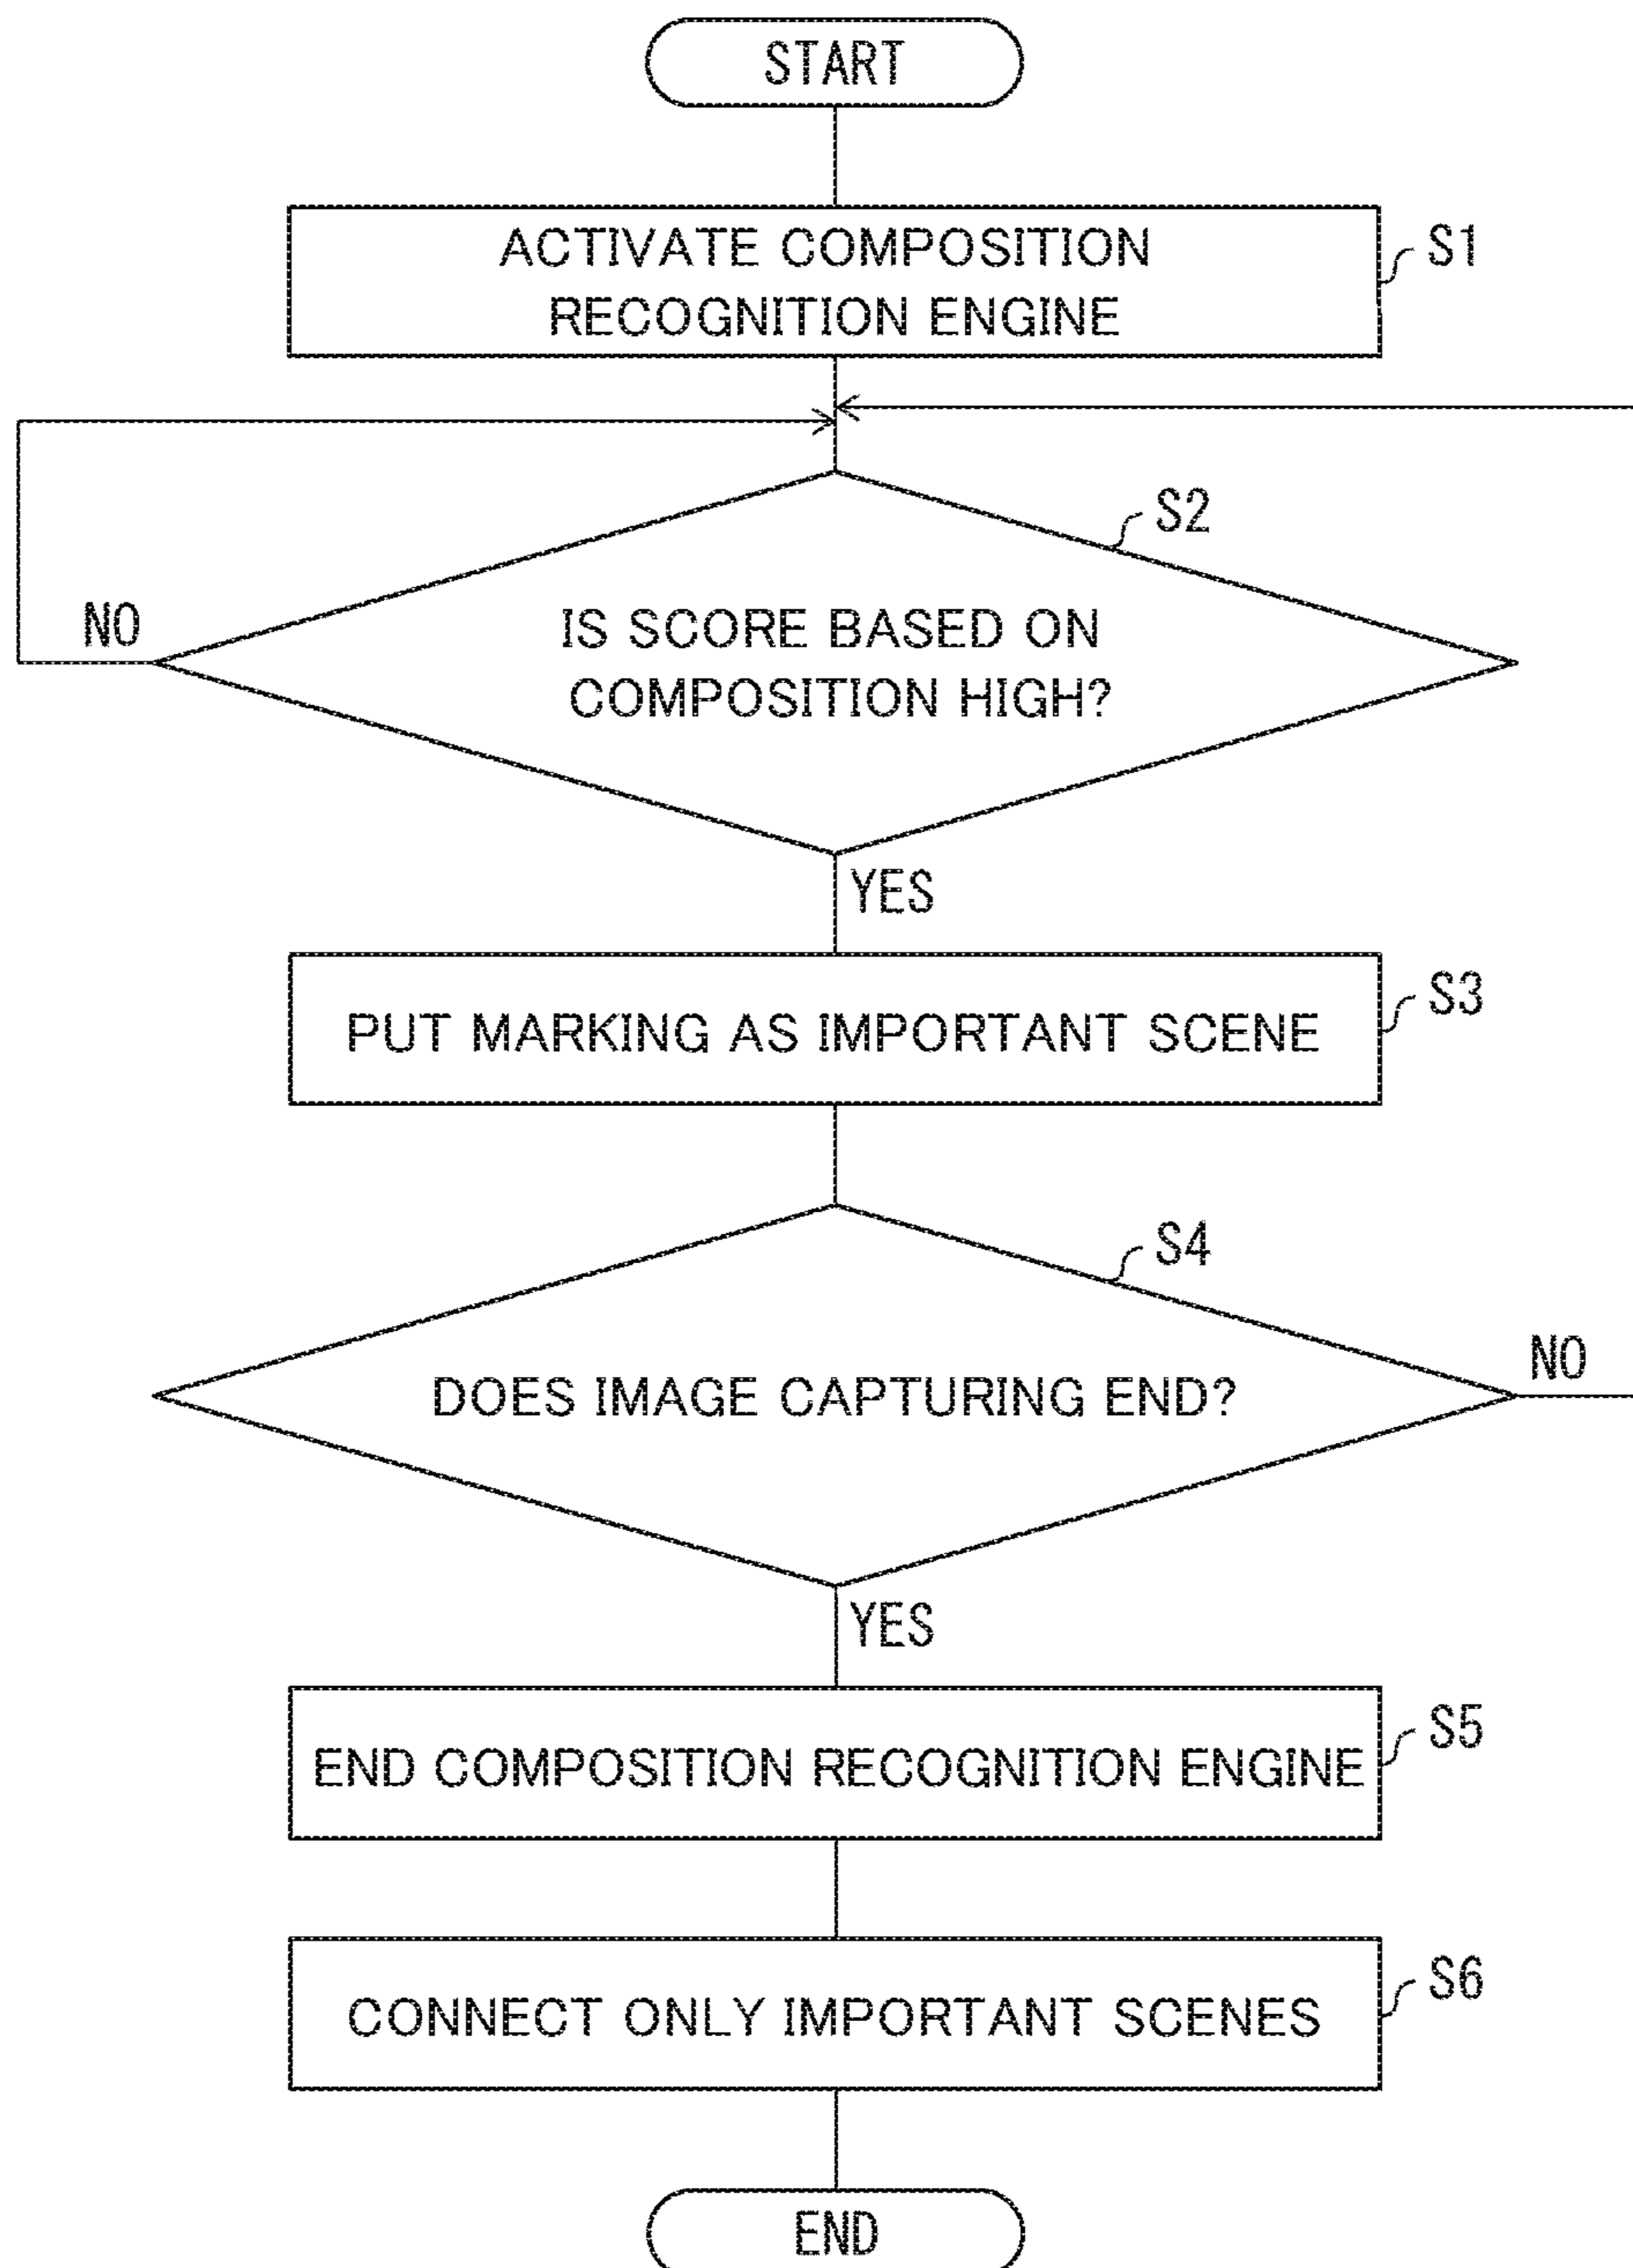 START
ACTIVATE COMPOSITION
RECOGNITION ENGINE
S1
S2
IS SCORE BASED ON
COMPOSITION HIGH?
NO
YES
PUT MARKING AS IMPORTANT SCENE
S3
S4
DOES IMAGE CAPTURING END?
NO
YES
END COMPOSITION RECOGNITION ENGINE
S5
CONNECT ONLY IMPORTANT SCENES
S6
END